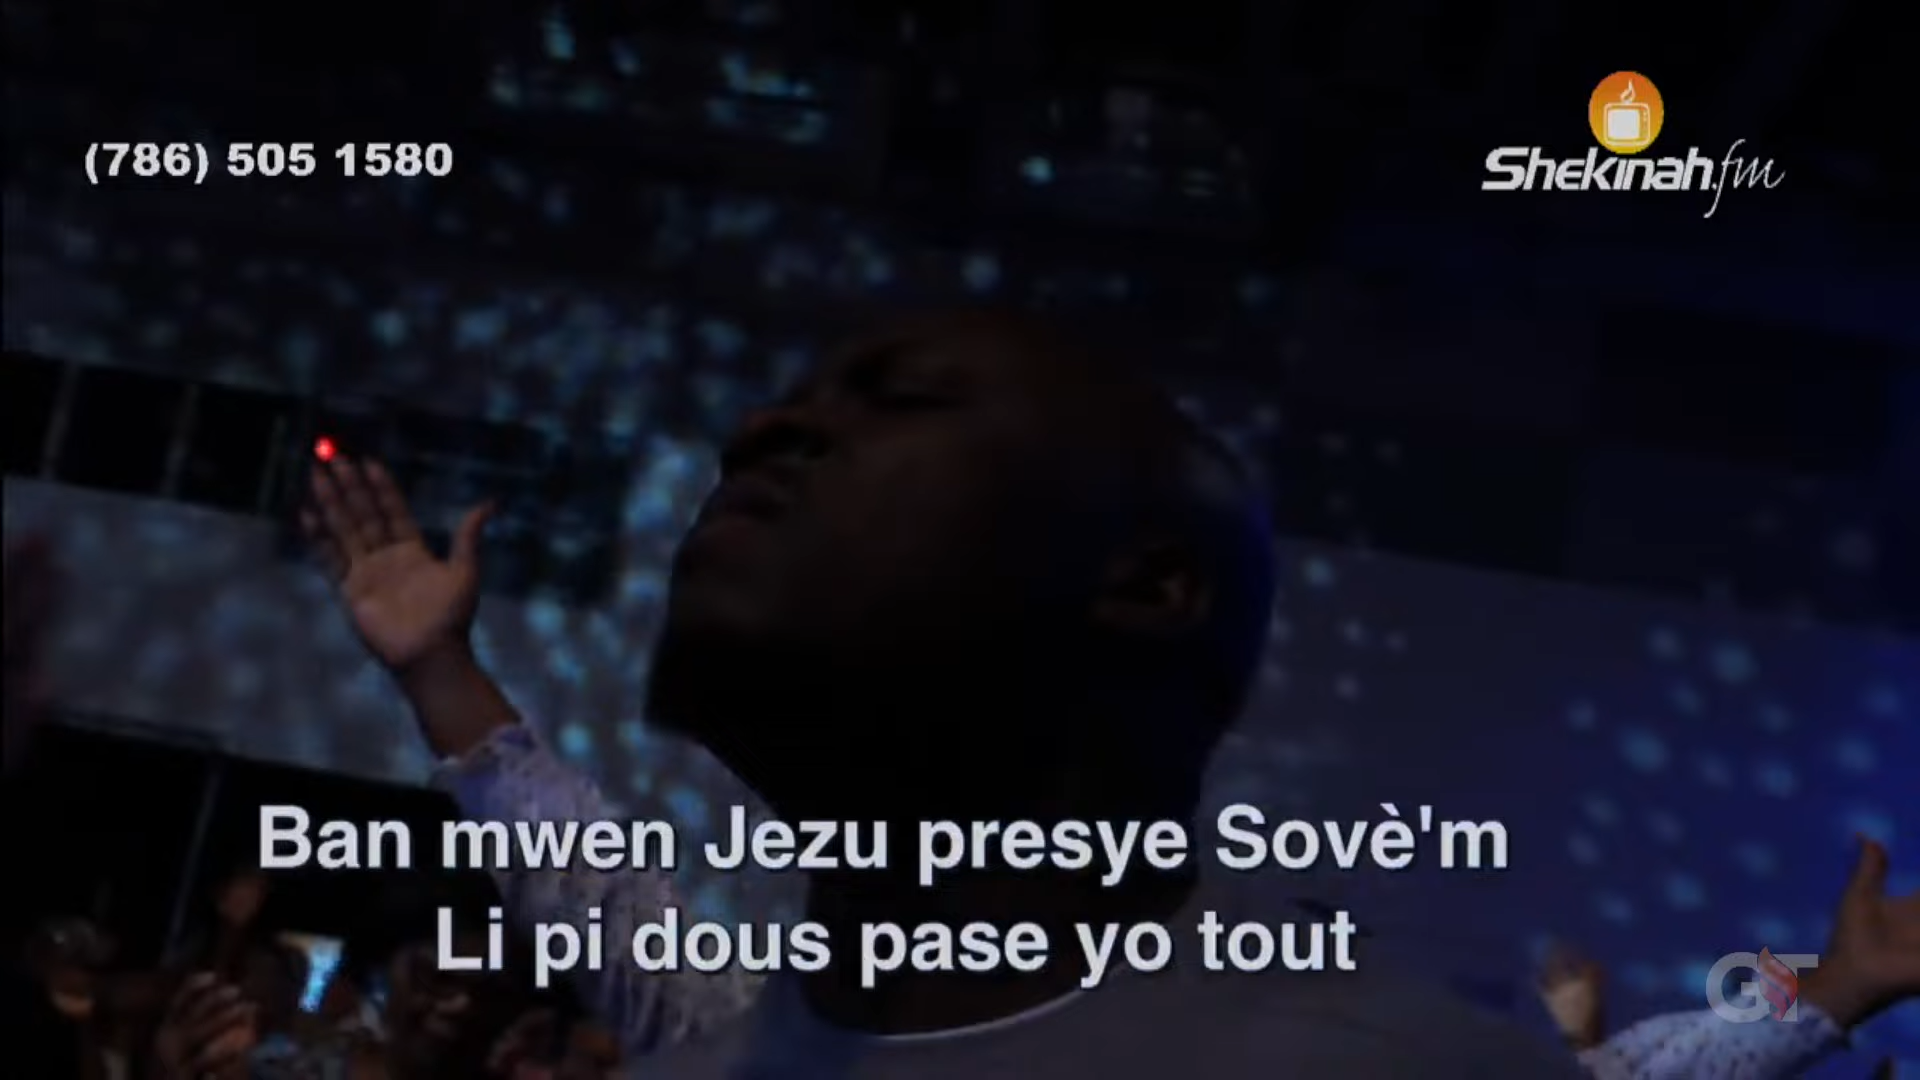 (786) 505 1580
Shekinah.fm
Ban mwen Jezu presye Sovè'm
Li pi dous pase yo tout
GT